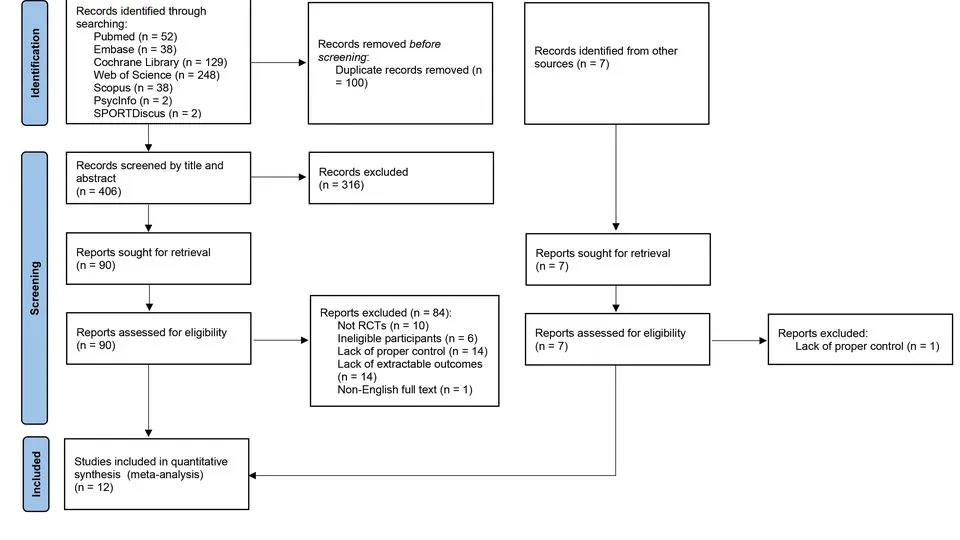 Identification
Records identified through
searching:
Pubmed (n = 52)
Embase (n = 38)
Cochrane Library (n = 129)
Web of Science (n = 248)
Scopus (n = 38)
PsycInfo (n = 2)
SPORTDiscus (n = 2)
Records removed before
screening:
Duplicate records removed (n
= 100)
Records identified from other
sources (n = 7)
Screening
Records screened by title and
abstract
(n = 406)
Records excluded
(n = 316)
Reports sought for retrieval
(n = 90)
Reports sought for retrieval
(n = 7)
Reports assessed for eligibility
(n = 90)
Reports excluded (n = 84):
Not RCTs (n = 10)
Ineligible participants (n = 6)
Lack of proper control (n = 14)
Lack of extractable outcomes
(n = 14)
Non-English full text (n = 1)
Reports assessed for eligibility
(n = 7)
Reports excluded:
Lack of proper control (n = 1)
Included
Studies included in quantitative
synthesis (meta-analysis)
(n = 12)